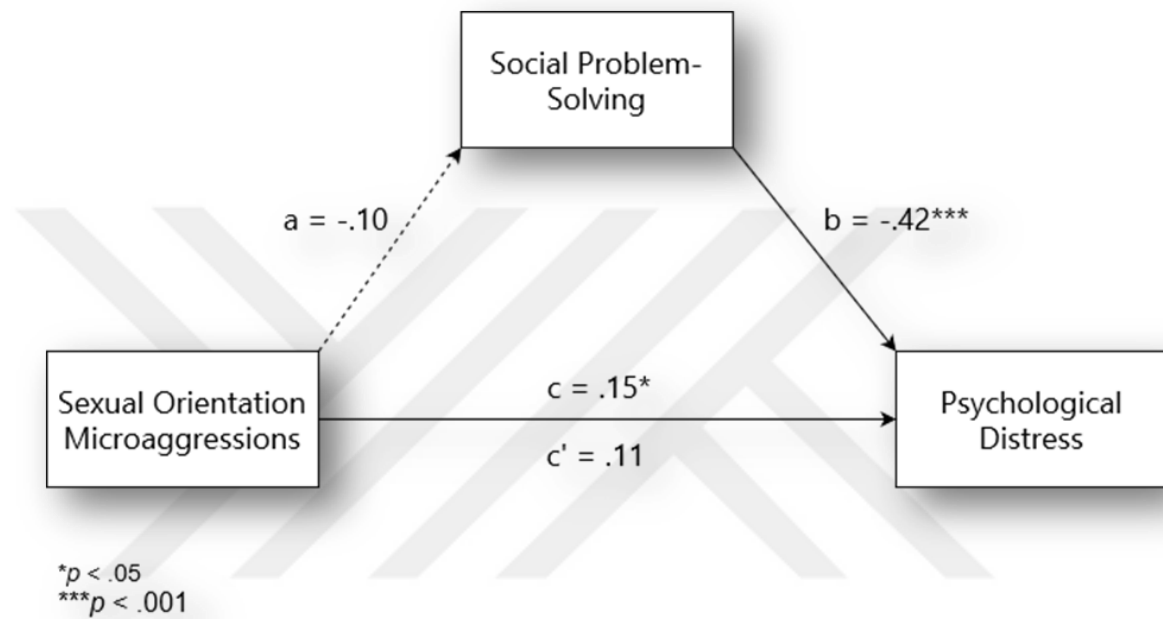 Social Problem-
Solving
a = -.10
b = -.42***
Sexual Orientation
Microaggressions
c = .15*
c' = .11
Psychological
Distress
*p < .05
***p < .001